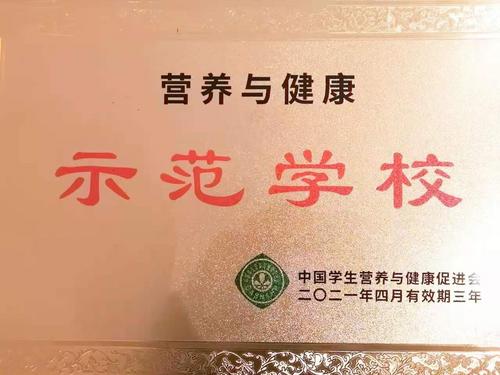 营养与健康
示范学校
中国学生营养与健康促进会
二〇二一年四月有效期三年